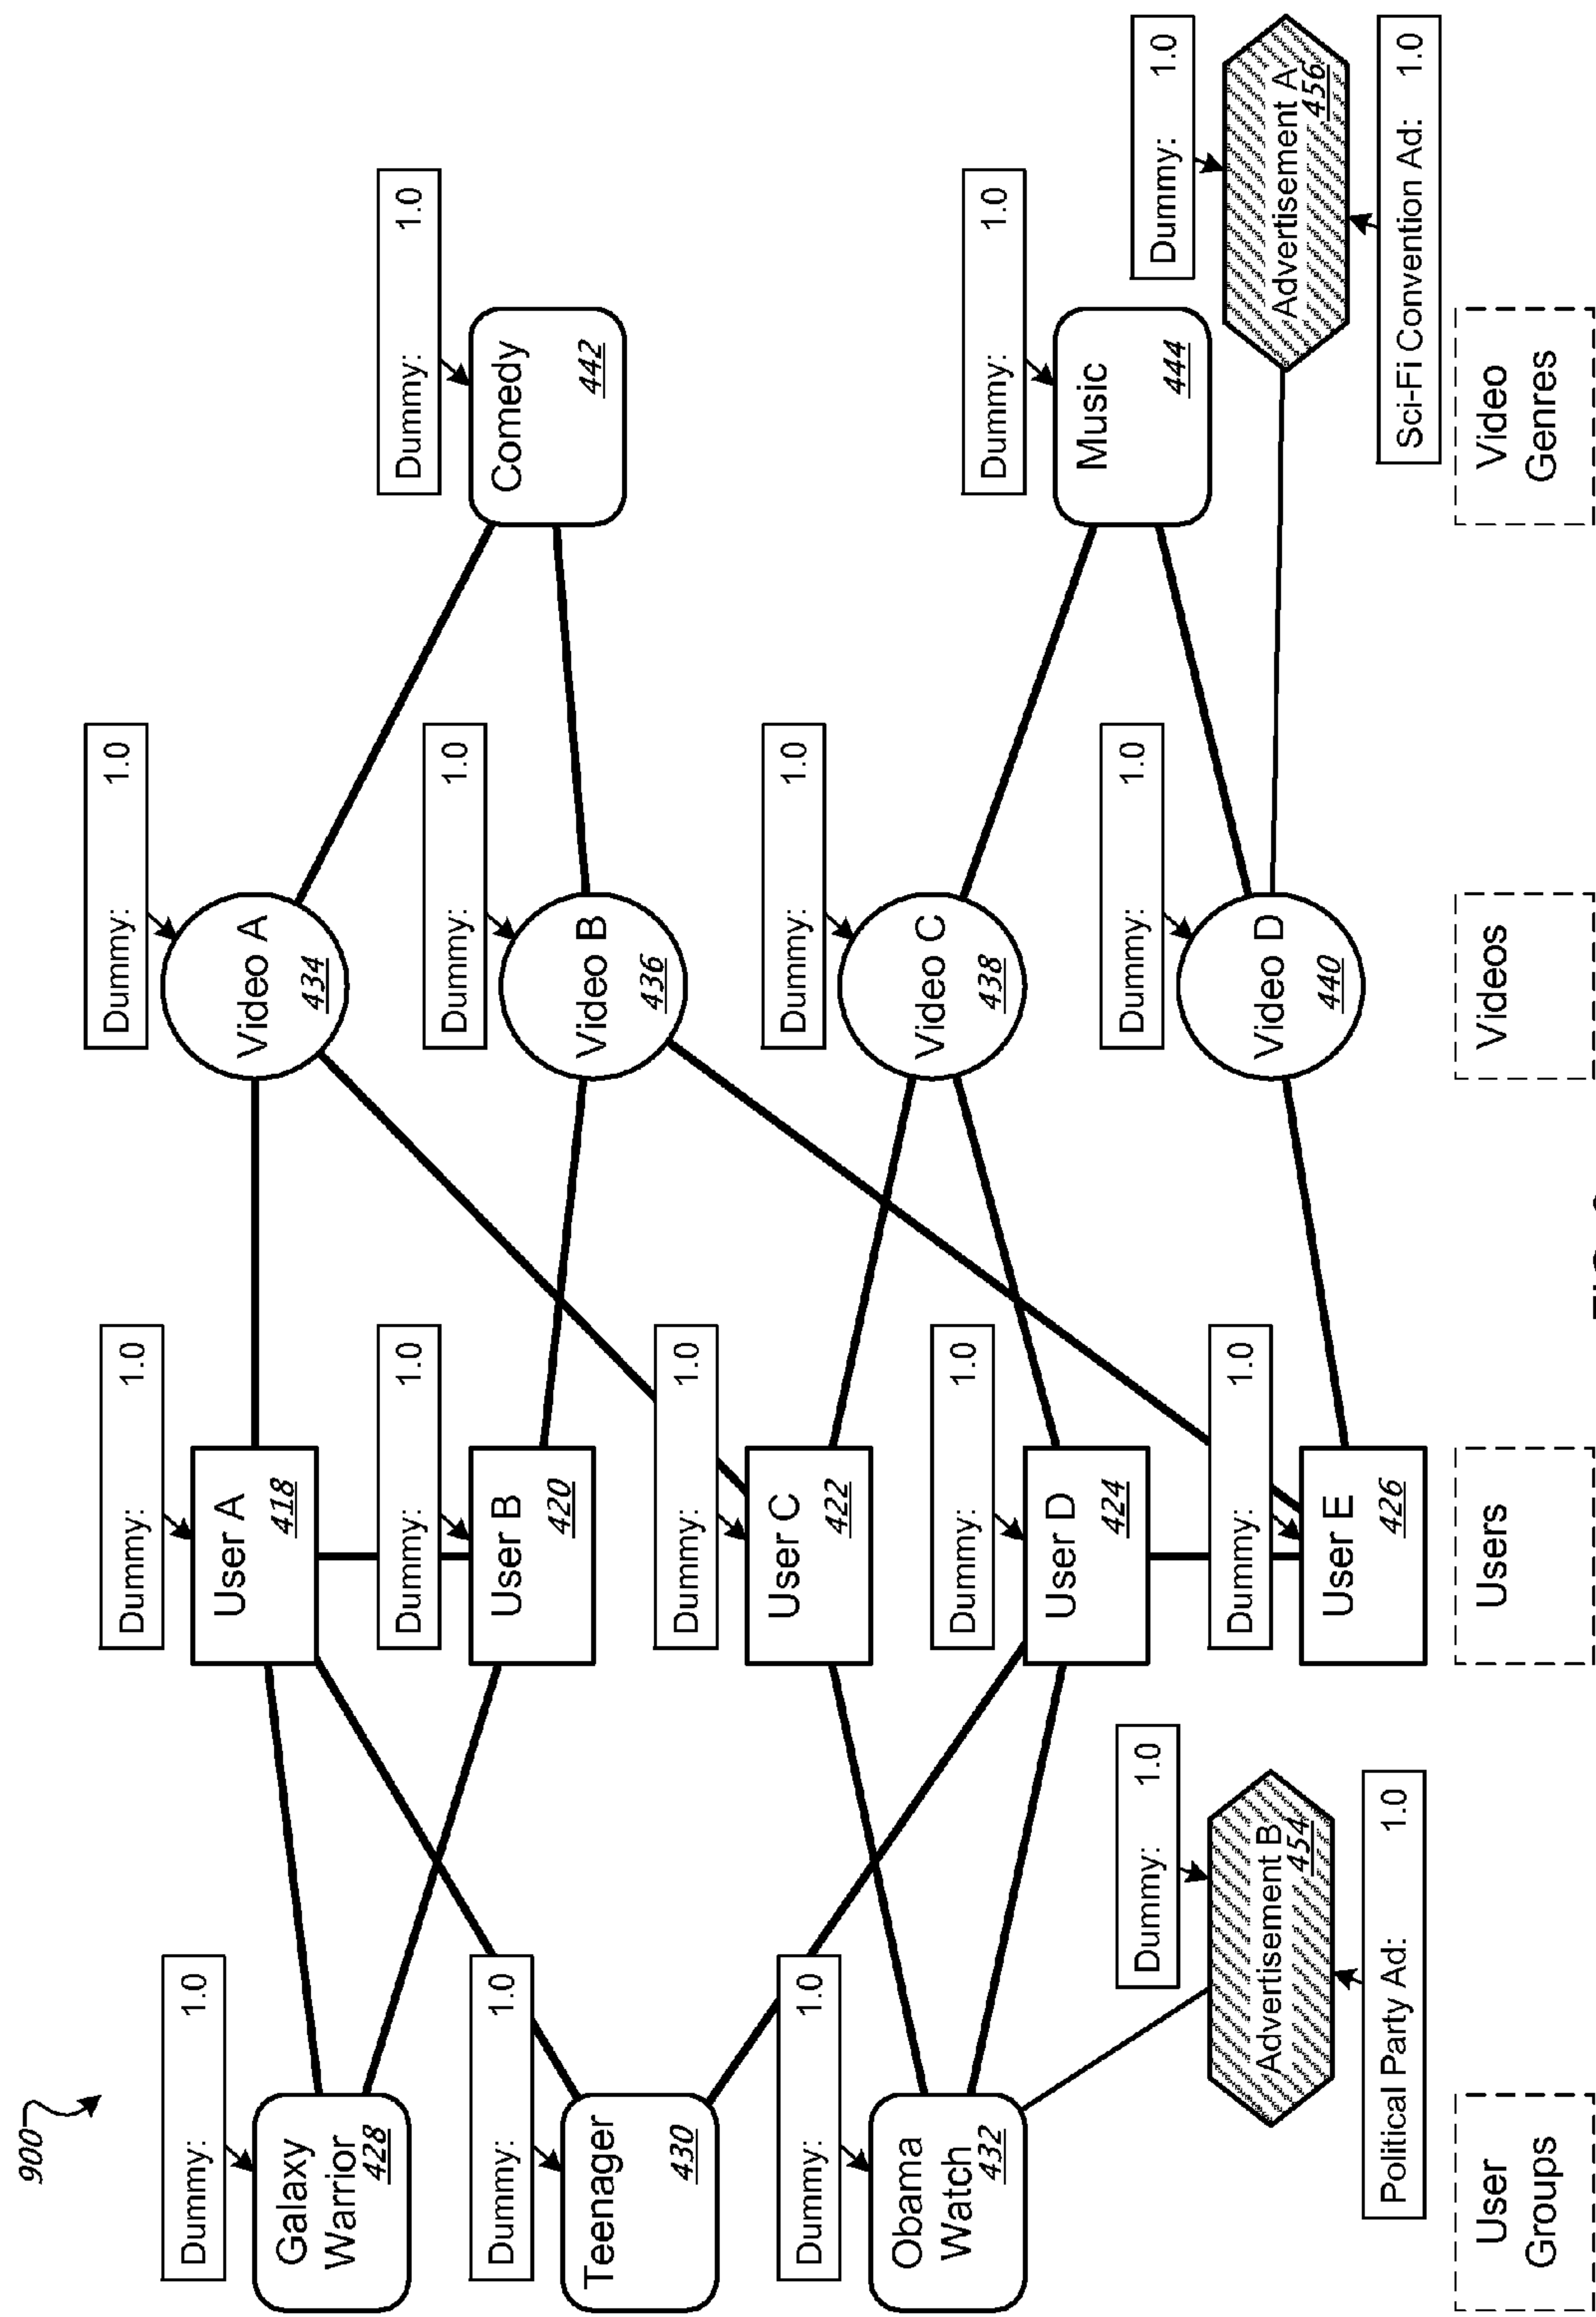 900
Dummy: 1.0
Galaxy
Warrior
428
Dummy: 1.0
Teenager
430
Dummy: 1.0
Obama
Watch
432
Dummy: 1.0
Advertisement B
454
Political Party Ad: 1.0
User
Groups
Dummy: 1.0
User A
418
Dummy: 1.0
User B
420
Dummy: 1.0
User C
422
Dummy: 1.0
User D
424
Dummy: 1.0
User E
426
Users
Dummy: 1.0
Video A
434
Dummy: 1.0
Video B
436
Dummy: 1.0
Video C
438
Dummy: 1.0
Video D
440
Videos
Dummy: 1.0
Comedy
442
Dummy: 1.0
Music
444
Dummy: 1.0
Advertisement A
456
Sci-Fi Convention Ad: 1.0
Video
Genres